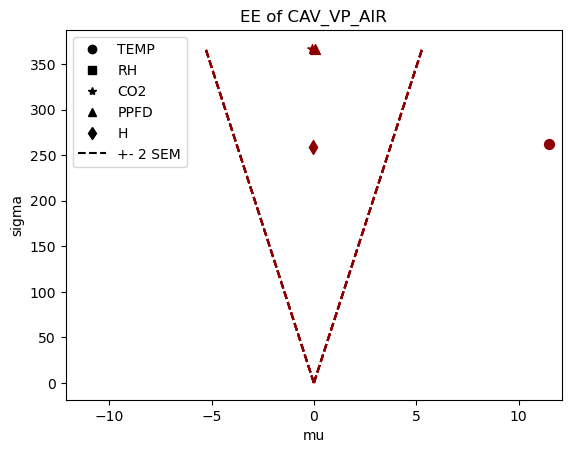 EE of CAV_VP_AIR
TEMP
RH
CO2
PPFD
H
+- 2 SEM
350
300
250
200
150
100
50
0
sigma
−10
−5
0
5
10
mu